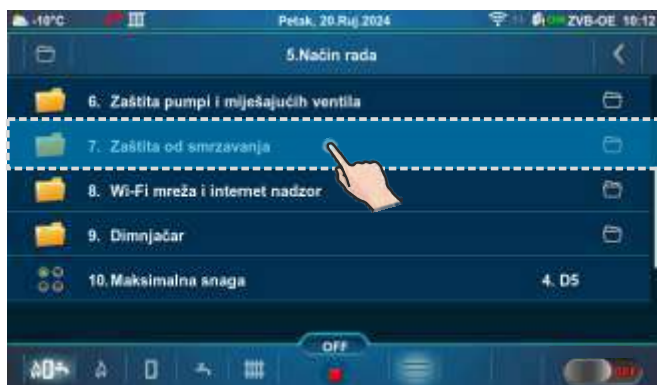 -10°C Petak, 20.Ruj.2024 ZVB-OE 10:12
5.Način rada
6. Zaštita pumpi i miješajućih ventila
7. Zaštita od smrzavanja
8. Wi-Fi mreža i internet nadzor
9. Dimnjačar
10.Maksimalna snaga 4. D5
OFF
OFF